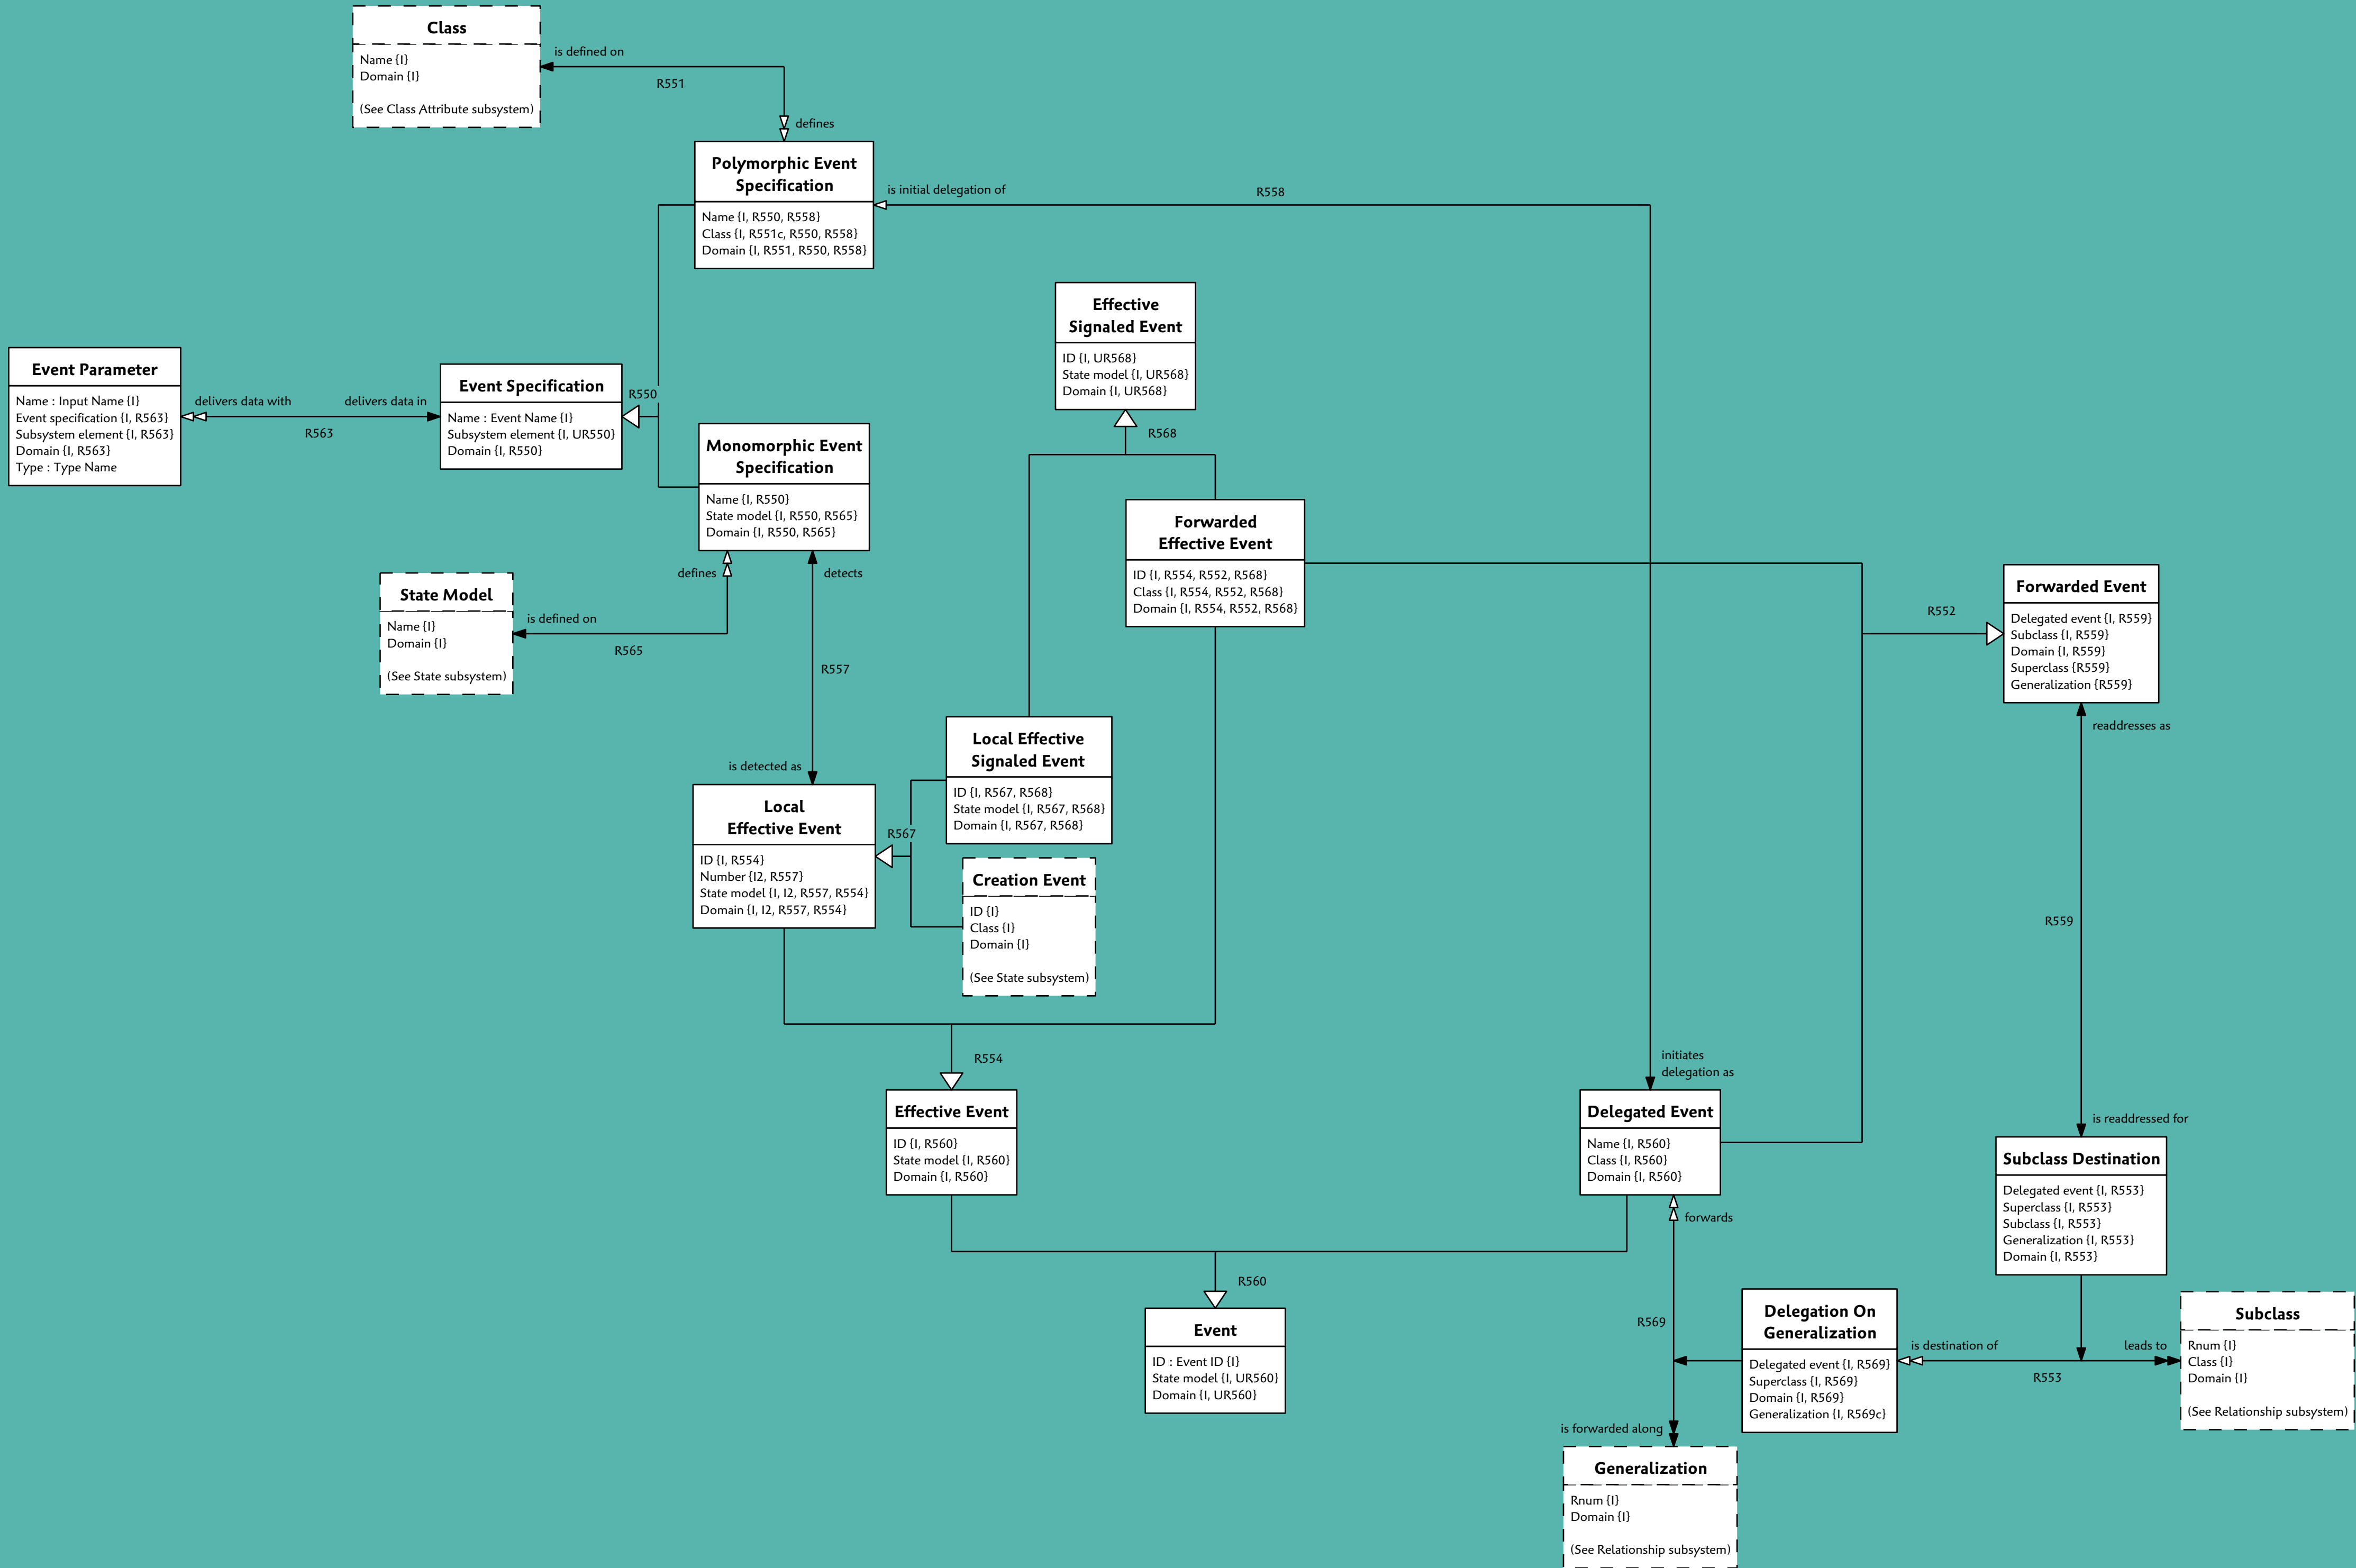 Class
Name {I}
Domain {I}
(See Class Attribute subsystem)
is defined on
R551
defines
Polymorphic Event
Specification
Name {I, R550, R558}
Class {I, R551c, R550, R558}
Domain {I, R551, R550, R558}
is initial delegation of
R558
Effective
Signaled Event
ID {I, UR568}
State model {I, UR568}
Domain {I, UR568}
R568
Event Parameter
Name : Input Name {I}
Event specification {I, R563}
Subsystem element {I, R563}
Domain {I, R563}
Type : Type Name
delivers data with
delivers data in
R563
Event Specification
Name : Event Name {I}
Subsystem element {I, UR550}
Domain {I, R550}
R550
Monomorphic Event
Specification
Name {I, R550}
State model {I, R550, R565}
Domain {I, R550, R565}
defines
detects
State Model
Name {I}
Domain {I}
(See State subsystem)
is defined on
R565
R557
is detected as
Forwarded
Effective Event
ID {I, R554, R552, R568}
Class {I, R554, R552, R568}
Domain {I, R554, R552, R568}
R552
Forwarded Event
Delegated event {I, R559}
Subclass {I, R559}
Domain {I, R559}
Superclass {R559}
Generalization {R559}
readdresses as
R559
is readdressed for
Local Effective
Signaled Event
ID {I, R567, R568}
State model {I, R567, R568}
Domain {I, R567, R568}
Local
Effective Event
ID {I, R554}
Number {I2, R557}
State model {I, I2, R557, R554}
Domain {I, I2, R557, R554}
R567
Creation Event
ID {I}
Class {I}
Domain {I}
(See State subsystem)
R554
initiates
delegation as
Effective Event
ID {I, R560}
State model {I, R560}
Domain {I, R560}
Delegated Event
Name {I, R560}
Class {I, R560}
Domain {I, R560}
forwards
Subclass Destination
Delegated event {I, R553}
Superclass {I, R553}
Subclass {I, R553}
Generalization {I, R553}
Domain {I, R553}
R560
Event
ID : Event ID {I}
State model {I, UR560}
Domain {I, UR560}
R569
Delegation On
Generalization
Delegated event {I, R569}
Superclass {I, R569}
Domain {I, R569}
Generalization {I, R569c}
is destination of
leads to
R553
Subclass
Rnum {I}
Class {I}
Domain {I}
(See Relationship subsystem)
is forwarded along
Generalization
Rnum {I}
Domain {I}
(See Relationship subsystem)